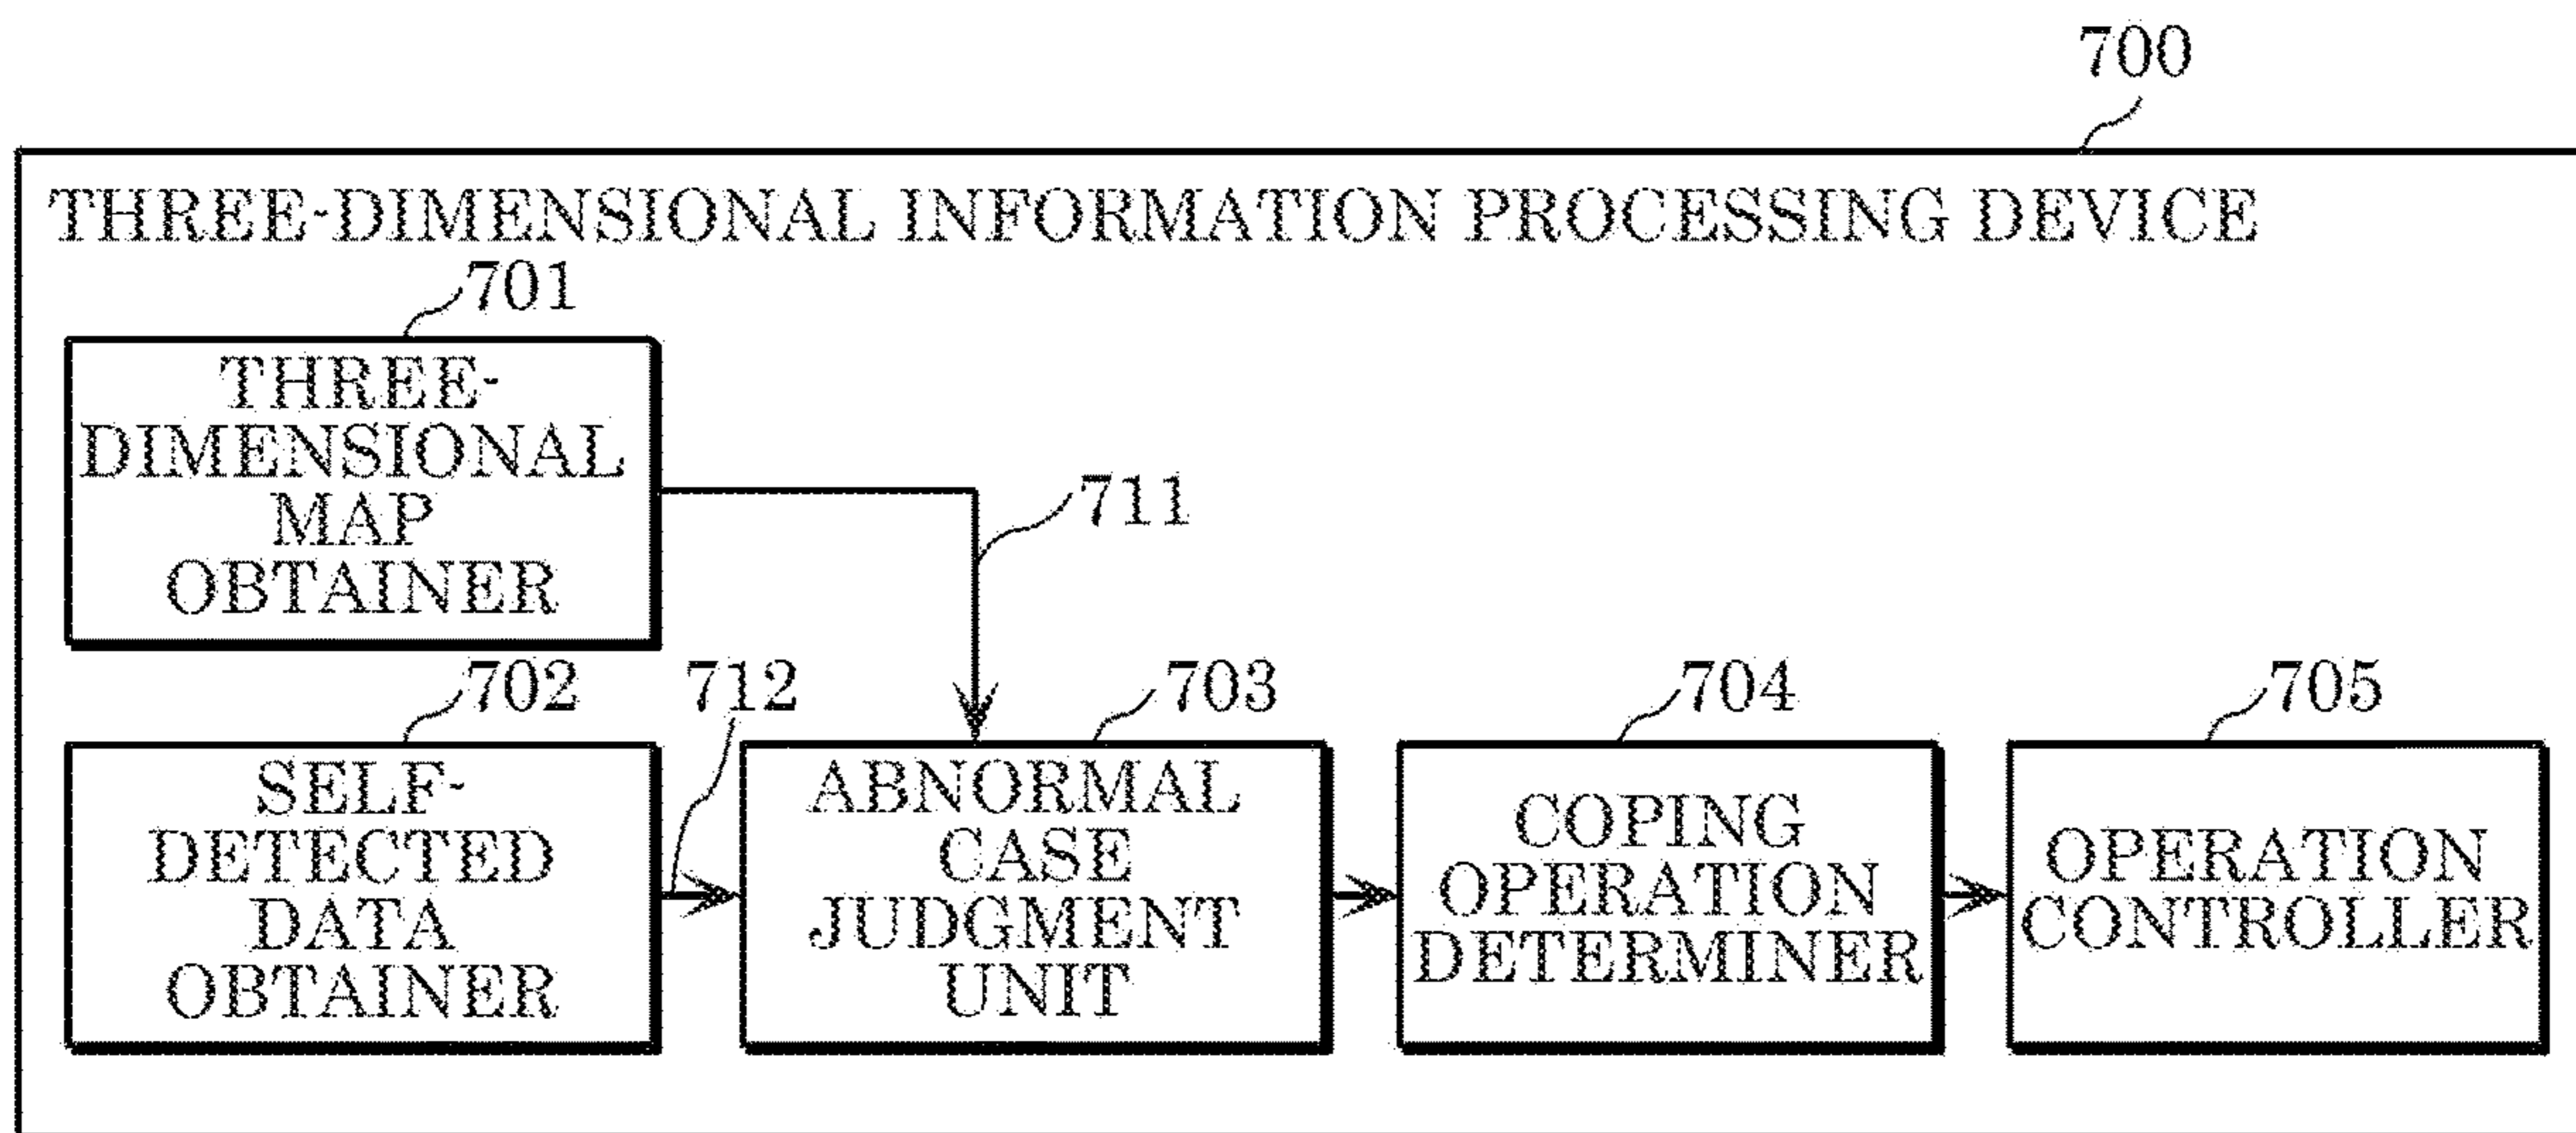 700
THREE-DIMENSIONAL INFORMATION PROCESSING DEVICE
701
THREE-
DIMENSIONAL
MAP
OBTAINER
711
702
712
703
704
705
SELF-
DETECTED
DATA
OBTAINER
ABNORMAL
CASE
JUDGMENT
UNIT
COPING
OPERATION
DETERMINER
OPERATION
CONTROLLER